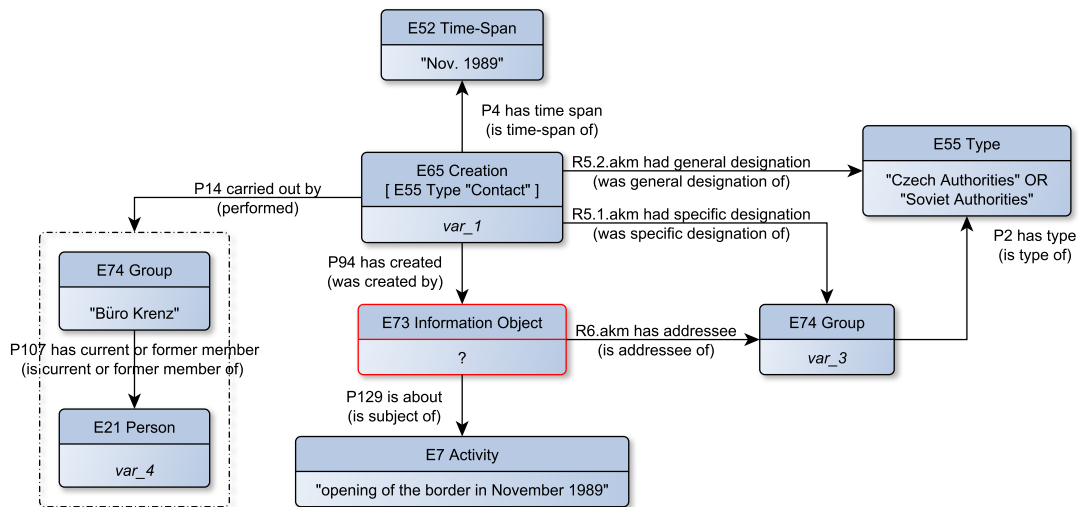 E52 Time-Span
"Nov. 1989"
P4 has time span
(is time-span of)
E65 Creation
[ E55 Type "Contact" ]
var_1
R5.2.akm had general designation
(was general designation of)
E55 Type
"Czech Authorities" OR
"Soviet Authorities"
P14 carried out by
(performed)
R5.1.akm had specific designation
(was specific designation of)
P2 has type
(is type of)
E74 Group
"Büro Krenz"
P94 has created
(was created by)
P107 has current or former member
(is current or former member of)
E73 Information Object
?
R6.akm has addressee
(is addressee of)
E74 Group
var_3
P129 is about
(is subject of)
E21 Person
var_4
E7 Activity
"opening of the border in November 1989"